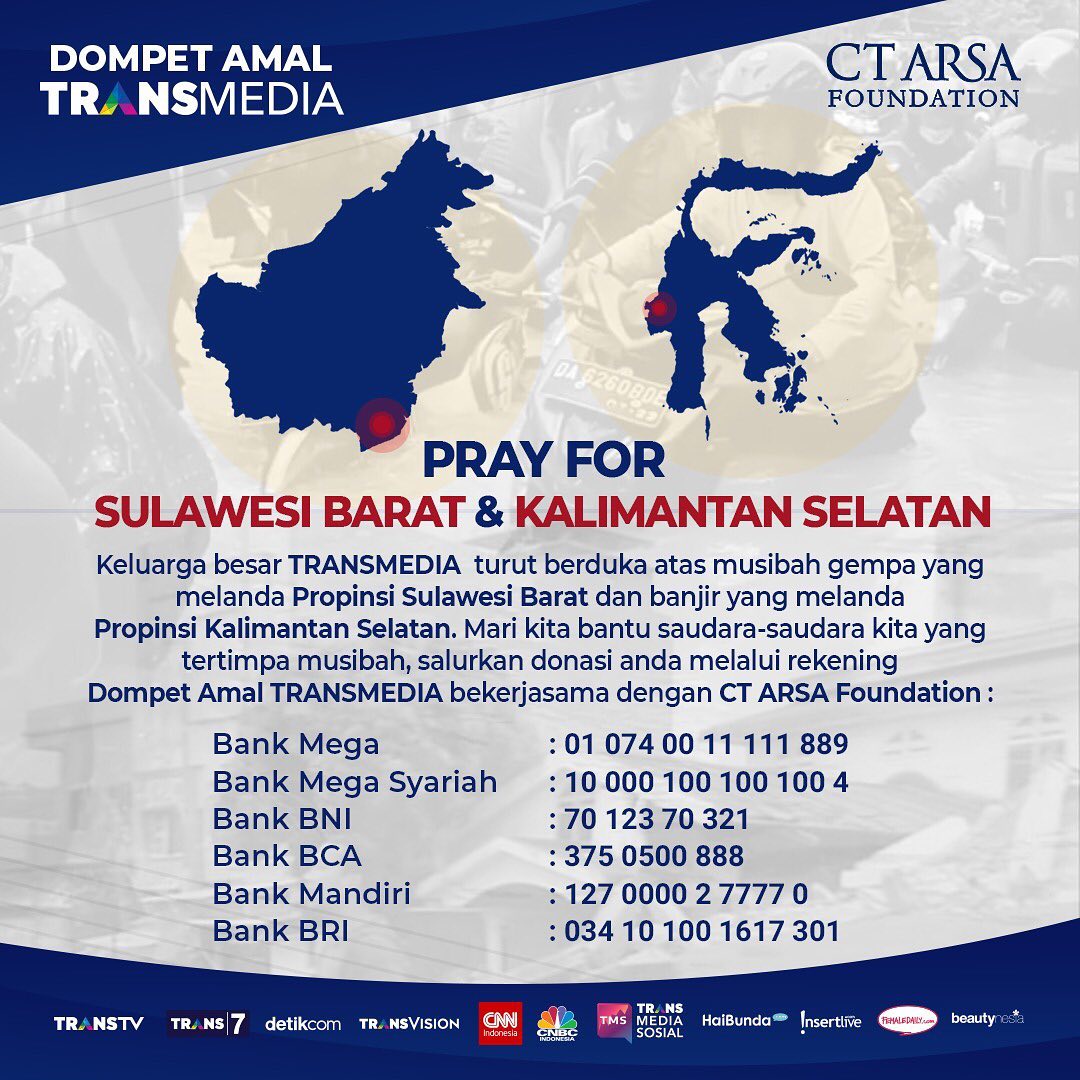 DOMPET AMAL
TRANSMEDIA
CT ARSA
FOUNDATION
DA 6260BDE
PRAY FOR
SULAWESI BARAT & KALIMANTAN SELATAN
Keluarga besar TRANSMEDIA turut berduka atas musibah gempa yang
melanda Propinsi Sulawesi Barat dan banjir yang melanda
Propinsi Kalimantan Selatan. Mari kita bantu saudara-saudara kita yang
tertimpa musibah, salurkan donasi anda melalui rekening
Dompet Amal TRANSMEDIA bekerjasama dengan CT ARSA Foundation :
Bank Mega : 01 074 00 11 111 889
Bank Mega Syariah : 10 000 100 100 100 4
Bank BNI : 70 123 70 321
Bank BCA : 375 0500 888
Bank Mandiri : 127 0000 2 7777 0
Bank BRI : 034 10 100 1617 301
TRANSTV TRANS|7 detikcom TRANSVISION CNN Indonesia CNBC INDONESIA TMS TRANS MEDIA SOSIAL HaiBunda.com Insertlive FEMALEDAILY.com beautynesia